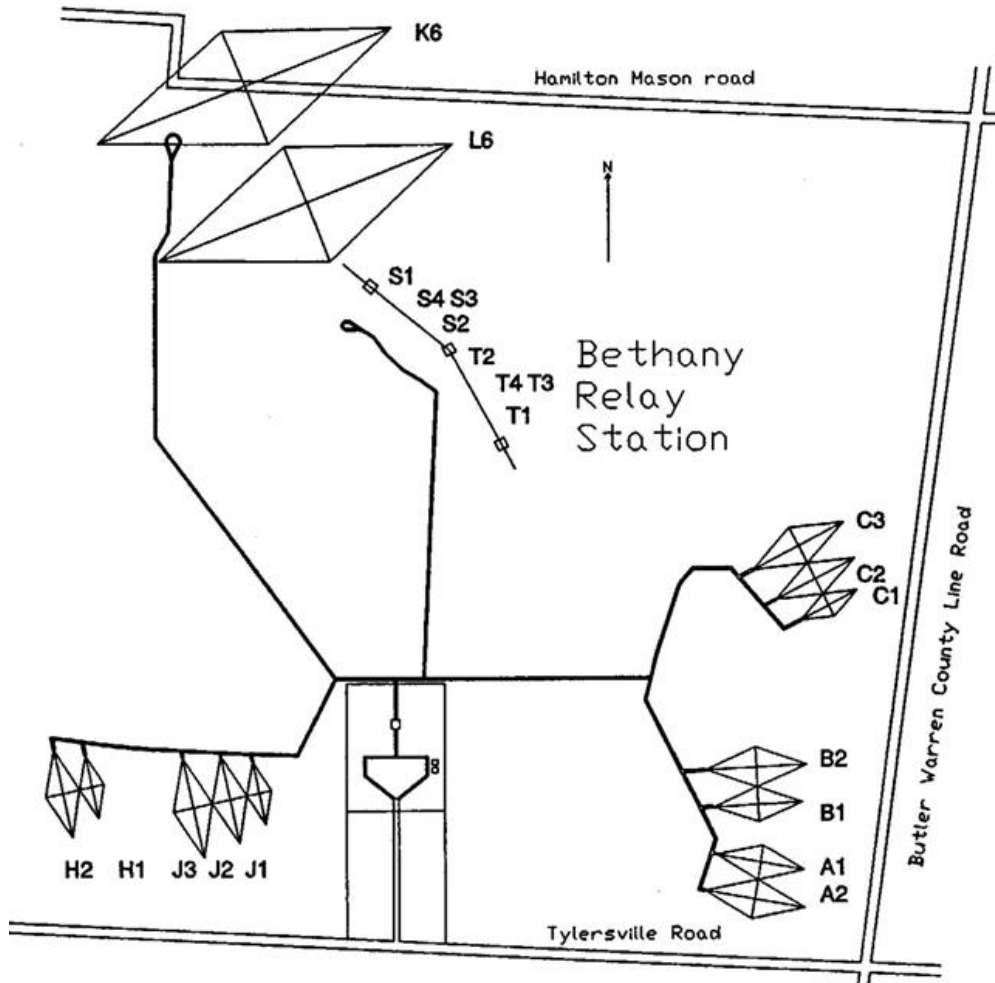 K6
Hamilton Mason road
L6
N
S1
S4 S3
S2
T2
T4 T3
T1
Bethany
Relay
Station
C3
C2
C1
Butler Warren County Line Road
B2
B1
A1
A2
H2 H1 J3 J2 J1
Tylersville Road